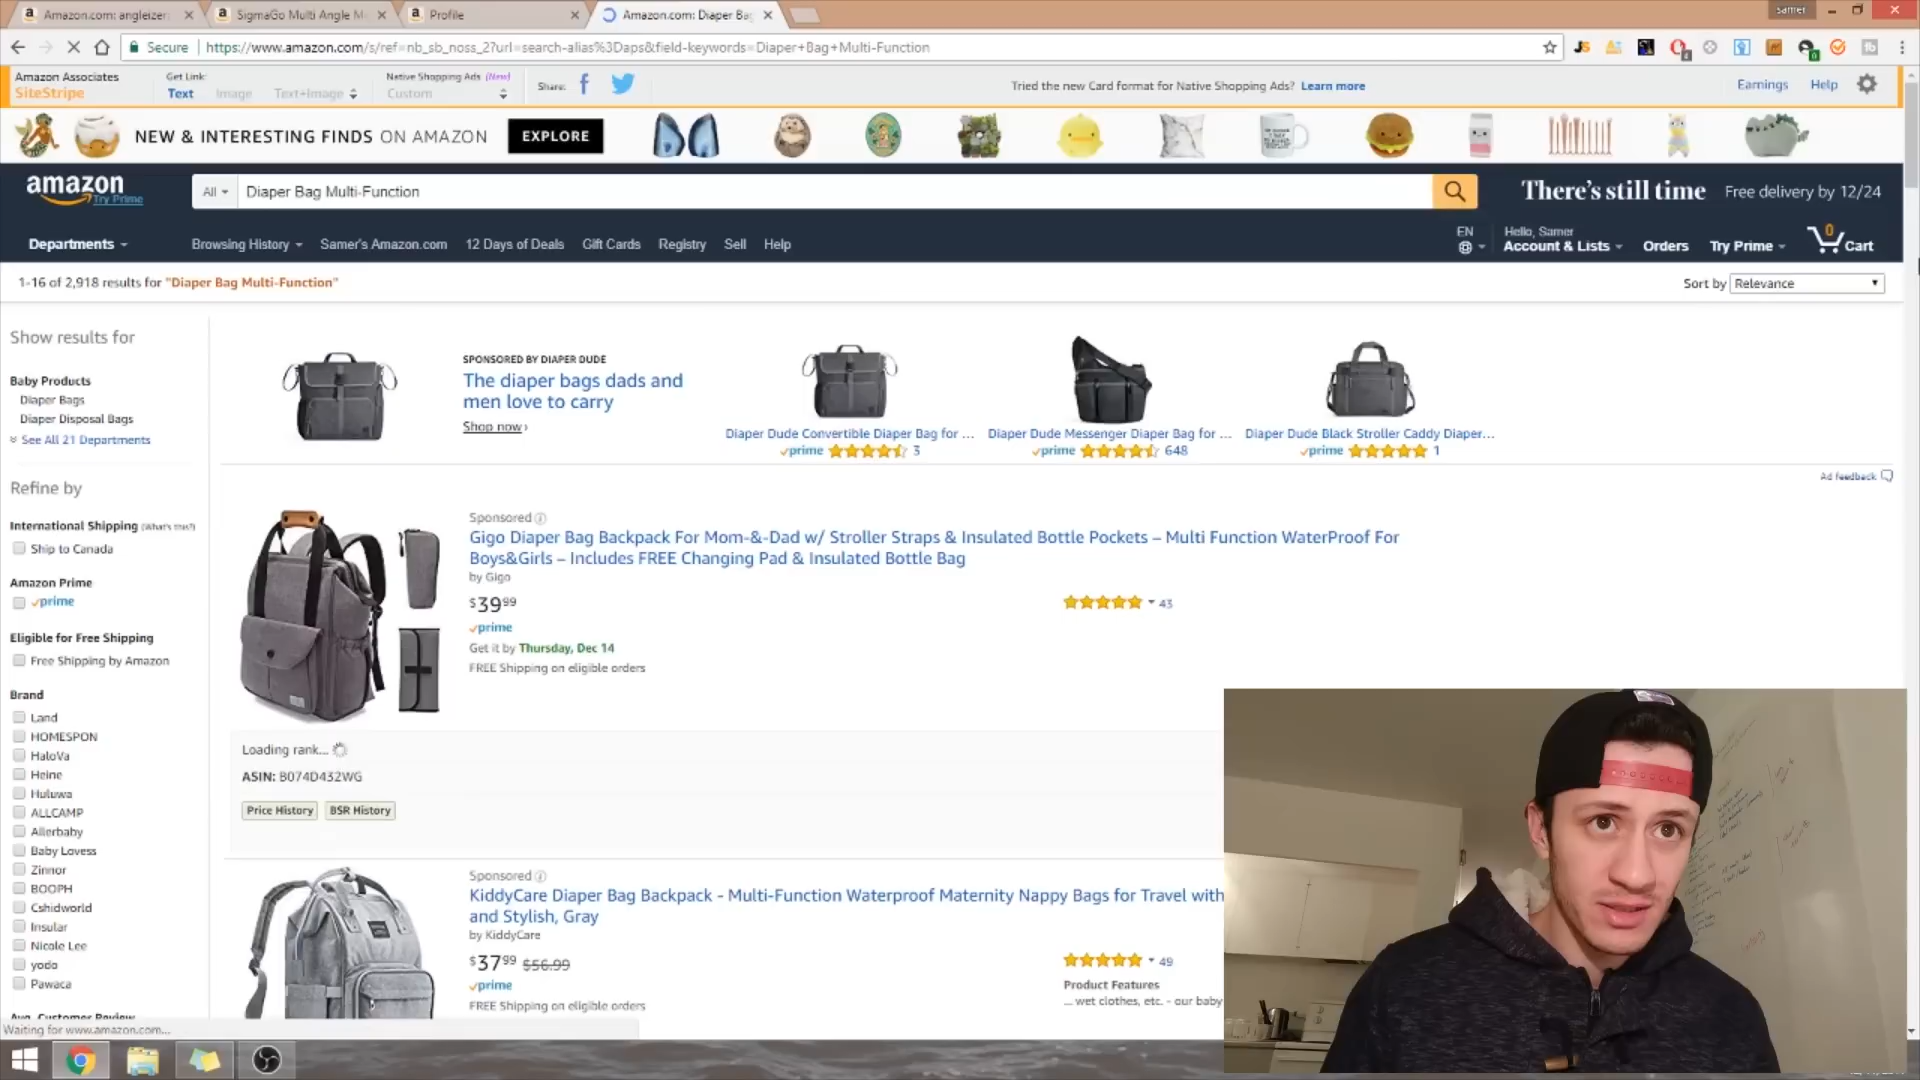 Amazon.com: angleizer
SigmaGo Multi Angle M
Profile
Amazon.com: Diaper Bag
samer
Secure
https://www.amazon.com/s/ref=nb_sb_noss_2?url=search-alias%3Daps&field-keywords=Diaper+Bag+Multi-Function
Amazon Associates
SiteStripe
Get Link:
Text
Image
Text+Image
Native Shopping Ads (New)
Custom
Share:
Tried the new Card format for Native Shopping Ads? Learn more
Earnings
Help
NEW & INTERESTING FINDS ON AMAZON
EXPLORE
amazon
Try Prime
All
Diaper Bag Multi-Function
There's still time
Free delivery by 12/24
Departments
Browsing History
Samer's Amazon.com
12 Days of Deals
Gift Cards
Registry
Sell
Help
EN
Hello, Samer
Account & Lists
Orders
Try Prime
0
Cart
1-16 of 2,918 results for "Diaper Bag Multi-Function"
Sort by
Relevance
Show results for
Baby Products
Diaper Bags
Diaper Disposal Bags
See All 21 Departments
Refine by
International Shipping (What's this?)
Ship to Canada
Amazon Prime
prime
Eligible for Free Shipping
Free Shipping by Amazon
Brand
Land
HOMESPON
HaloVa
Heine
Huluwa
ALLCAMP
Allerbaby
Baby Lovess
Zinnor
BOOPH
Cshidworld
Insular
Nicole Lee
yodo
Pawaca
Avg. Customer Review
Waiting for www.amazon.com...
SPONSORED BY DIAPER DUDE
The diaper bags dads and
men love to carry
Shop now ›
Diaper Dude Convertible Diaper Bag for ...
prime 3
Diaper Dude Messenger Diaper Bag for ...
prime 648
Diaper Dude Black Stroller Caddy Diaper...
prime 1
Ad feedback
Sponsored
Gigo Diaper Bag Backpack For Mom-&-Dad w/ Stroller Straps & Insulated Bottle Pockets – Multi Function WaterProof For
Boys&Girls – Includes FREE Changing Pad & Insulated Bottle Bag
by Gigo
$39 99
43
prime
Get it by Thursday, Dec 14
FREE Shipping on eligible orders
Loading rank...
ASIN: B074D432WG
Price History
BSR History
Sponsored
KiddyCare Diaper Bag Backpack - Multi-Function Waterproof Maternity Nappy Bags for Travel with
and Stylish, Gray
by KiddyCare
$37 99 $56.99
49
prime
Product Features
FREE Shipping on eligible orders
... wet clothes, etc. - our baby